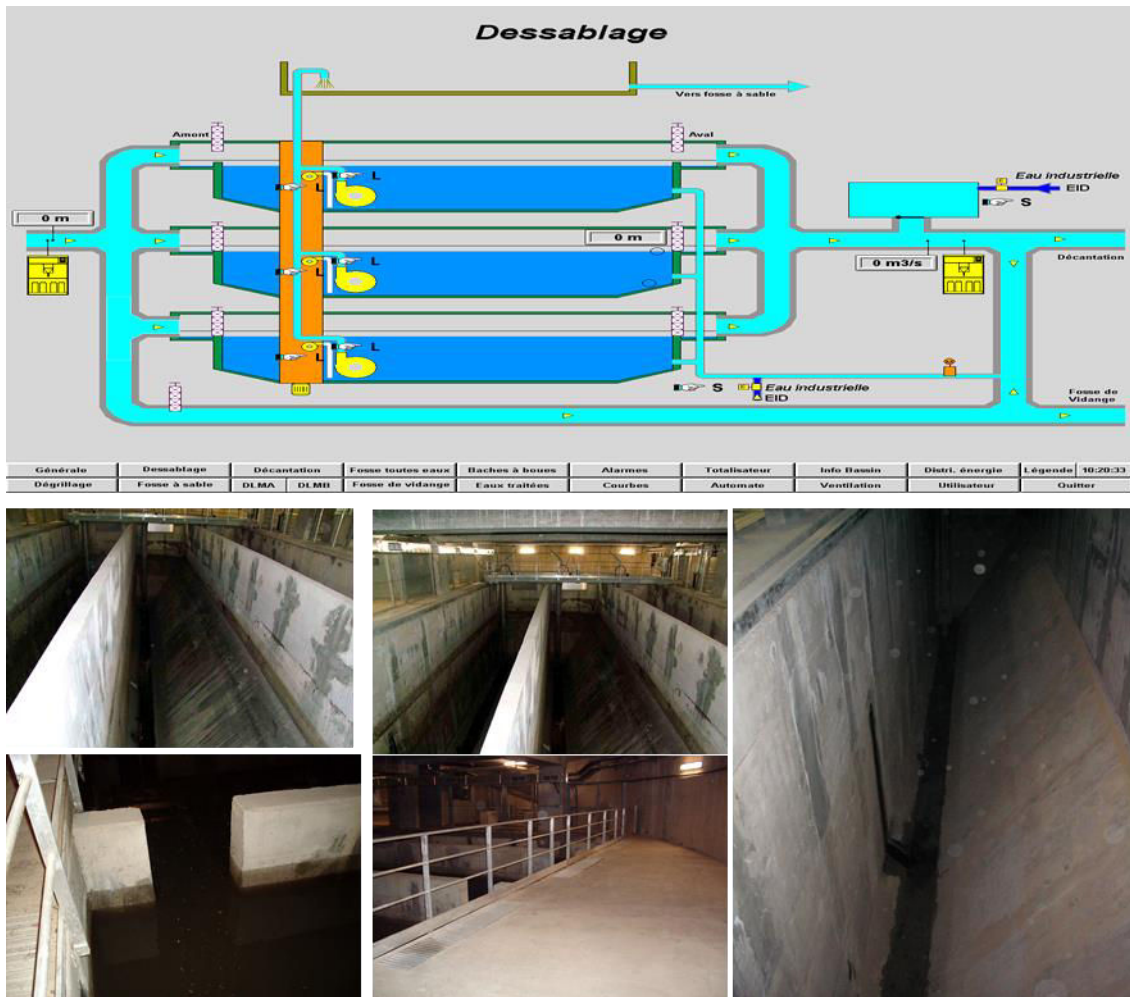 Dessablage
Vers fosse à sable
Amont
Aval
L
L
Eau industrielle
EID
S
0 m
0 m
L
L
0 m3/s
Décantation
L
L
S
Eau industrielle
EID
Fosse de
Vidange
Générale Dessablage Décantation Fosse toutes eaux Baches à boues Alarmes Totalisateur Info Bassin Distri. énergie Légende 10:20:33
Dégrillage Fosse à sable DLMA DLMB Fosse de vidange Eaux traitées Courbes Automate Ventilation Utilisateur Quitter